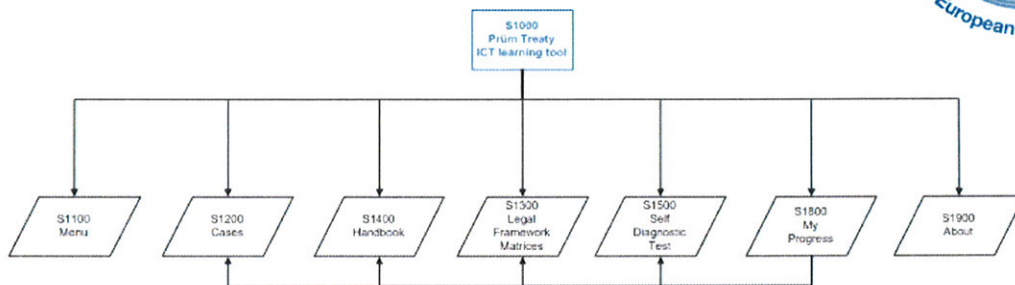 European
S1000
Prüm Treaty
ICT learning tool
S1100
Menu
S1200
Cases
S1400
Handbook
S1300
Legal
Framework
Matrices
S1500
Self
Diagnostic
Test
S1800
My
Progress
S1900
About